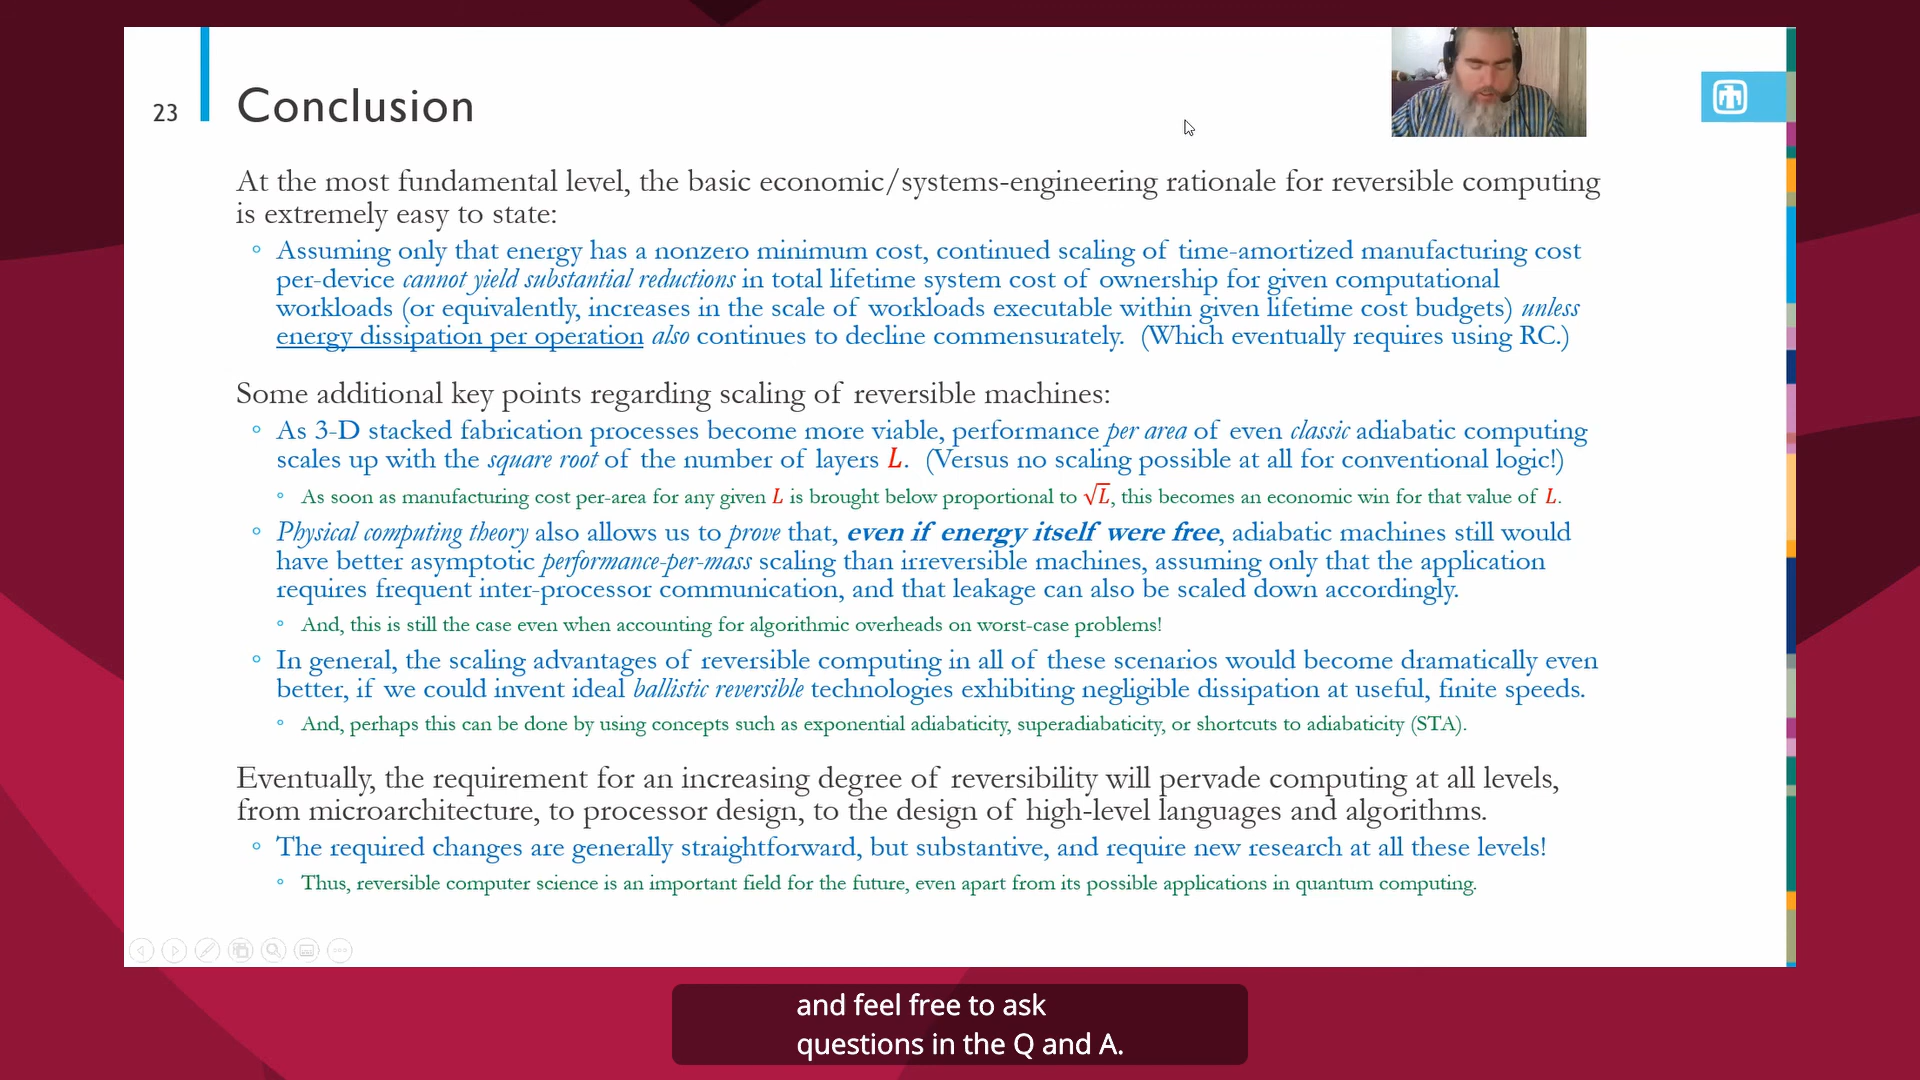 23
Conclusion
At the most fundamental level, the basic economic/systems-engineering rationale for reversible computing
is extremely easy to state:
◦ Assuming only that energy has a nonzero minimum cost, continued scaling of time-amortized manufacturing cost
per-device cannot yield substantial reductions in total lifetime system cost of ownership for given computational
workloads (or equivalently, increases in the scale of workloads executable within given lifetime cost budgets) unless
energy dissipation per operation also continues to decline commensurately. (Which eventually requires using RC.)
Some additional key points regarding scaling of reversible machines:
◦ As 3-D stacked fabrication processes become more viable, performance per area of even classic adiabatic computing
scales up with the square root of the number of layers L. (Versus no scaling possible at all for conventional logic!)
◦ As soon as manufacturing cost per-area for any given L is brought below proportional to √L, this becomes an economic win for that value of L.
◦ Physical computing theory also allows us to prove that, even if energy itself were free, adiabatic machines still would
have better asymptotic performance-per-mass scaling than irreversible machines, assuming only that the application
requires frequent inter-processor communication, and that leakage can also be scaled down accordingly.
◦ And, this is still the case even when accounting for algorithmic overheads on worst-case problems!
◦ In general, the scaling advantages of reversible computing in all of these scenarios would become dramatically even
better, if we could invent ideal ballistic reversible technologies exhibiting negligible dissipation at useful, finite speeds.
◦ And, perhaps this can be done by using concepts such as exponential adiabaticity, superadiabaticity, or shortcuts to adiabaticity (STA).
Eventually, the requirement for an increasing degree of reversibility will pervade computing at all levels,
from microarchitecture, to processor design, to the design of high-level languages and algorithms.
◦ The required changes are generally straightforward, but substantive, and require new research at all these levels!
◦ Thus, reversible computer science is an important field for the future, even apart from its possible applications in quantum computing.
and feel free to ask
questions in the Q and A.